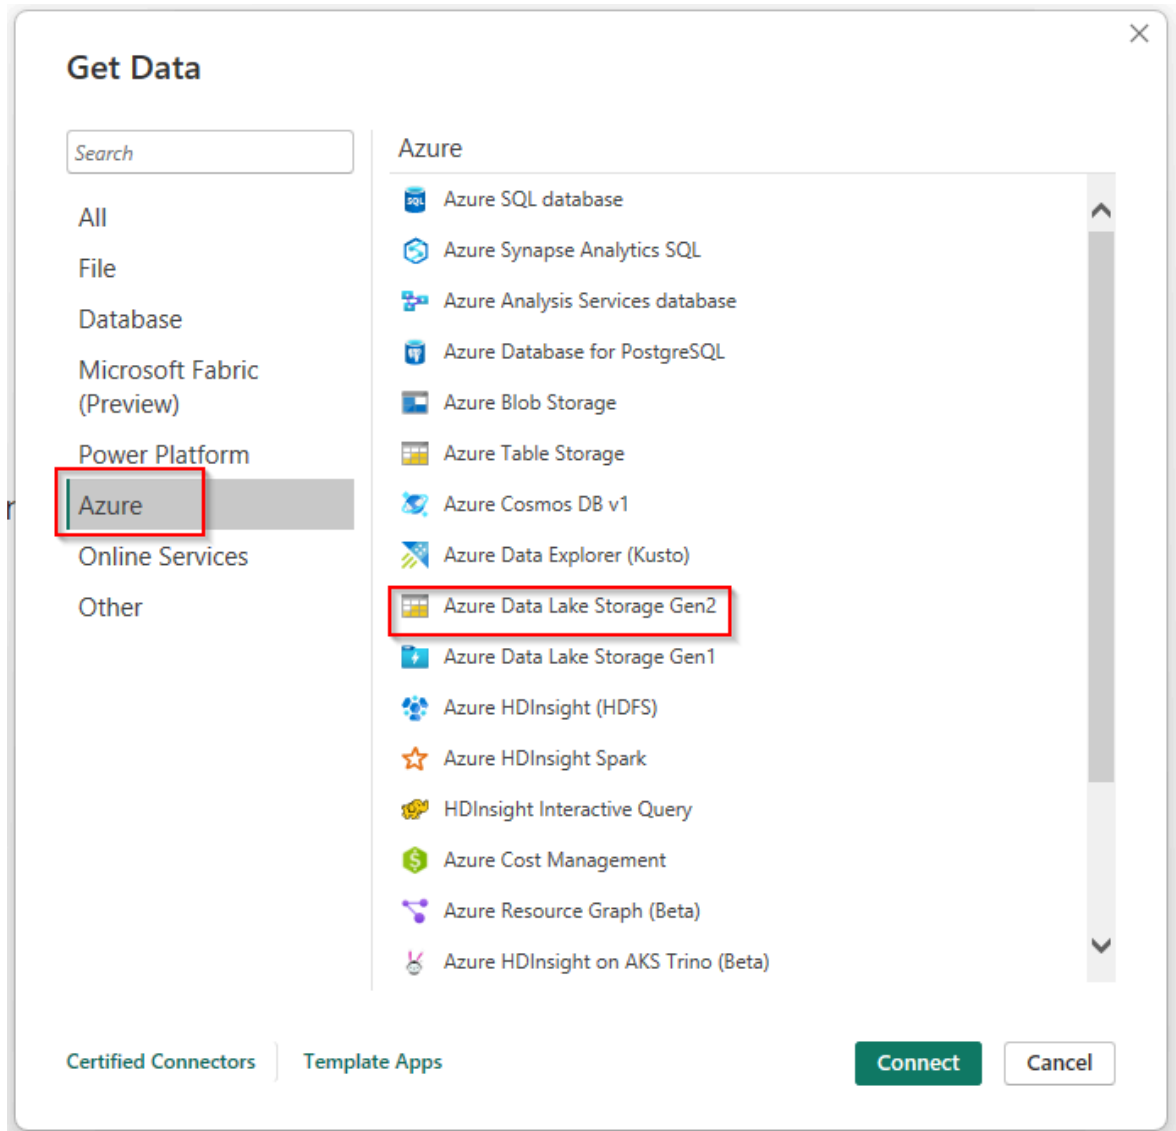 Get Data
Search
All
File
Database
Microsoft Fabric
(Preview)
Power Platform
Azure
Online Services
Other
Azure
SQL
Azure SQL database
Azure Synapse Analytics SQL
Azure Analysis Services database
Azure Database for PostgreSQL
Azure Blob Storage
Azure Table Storage
Azure Cosmos DB v1
Azure Data Explorer (Kusto)
Azure Data Lake Storage Gen2
Azure Data Lake Storage Gen1
Azure HDInsight (HDFS)
Azure HDInsight Spark
HDInsight Interactive Query
$
Azure Cost Management
Azure Resource Graph (Beta)
Azure HDInsight on AKS Trino (Beta)
Certified Connectors
Template Apps
Connect
Cancel
r